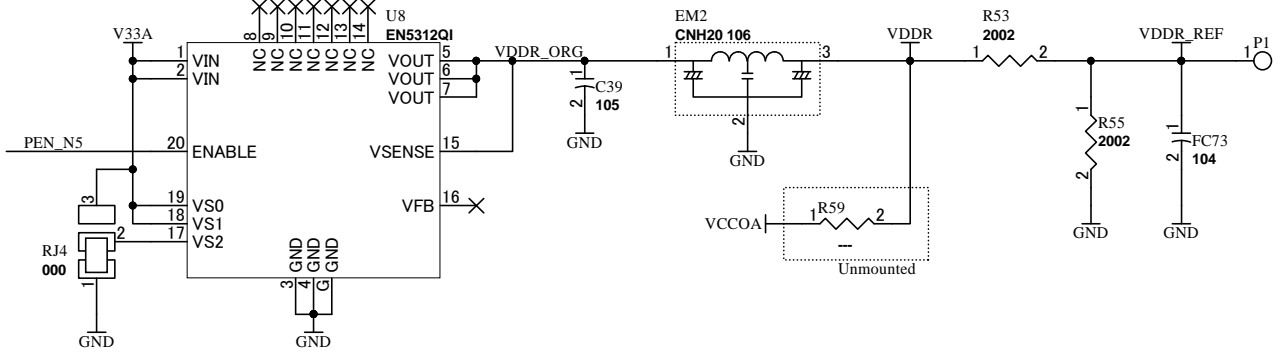 U8
EN5312QI
V33A
8 NC
9 NC
10 NC
11 NC
12 NC
13 NC
14 NC
1 VIN
2 VIN
VOUT 5
VOUT 6
VOUT 7
PEN_N5
20 ENABLE
VSENSE 15
19 VS0
18 VS1
17 VS2
VFB 16
3 GND
4 GND
G GND
GND
3
2
1
RJ4
000
GND
VDDR_ORG
1
2
C39
105
GND
EM2
CNH20 106
1
3
2
GND
VDDR
VCCOA
1
R59
2
---
Unmounted
R53
2002
1
2
VDDR_REF
1
P1
1
2
R55
2002
GND
1
2
FC73
104
GND